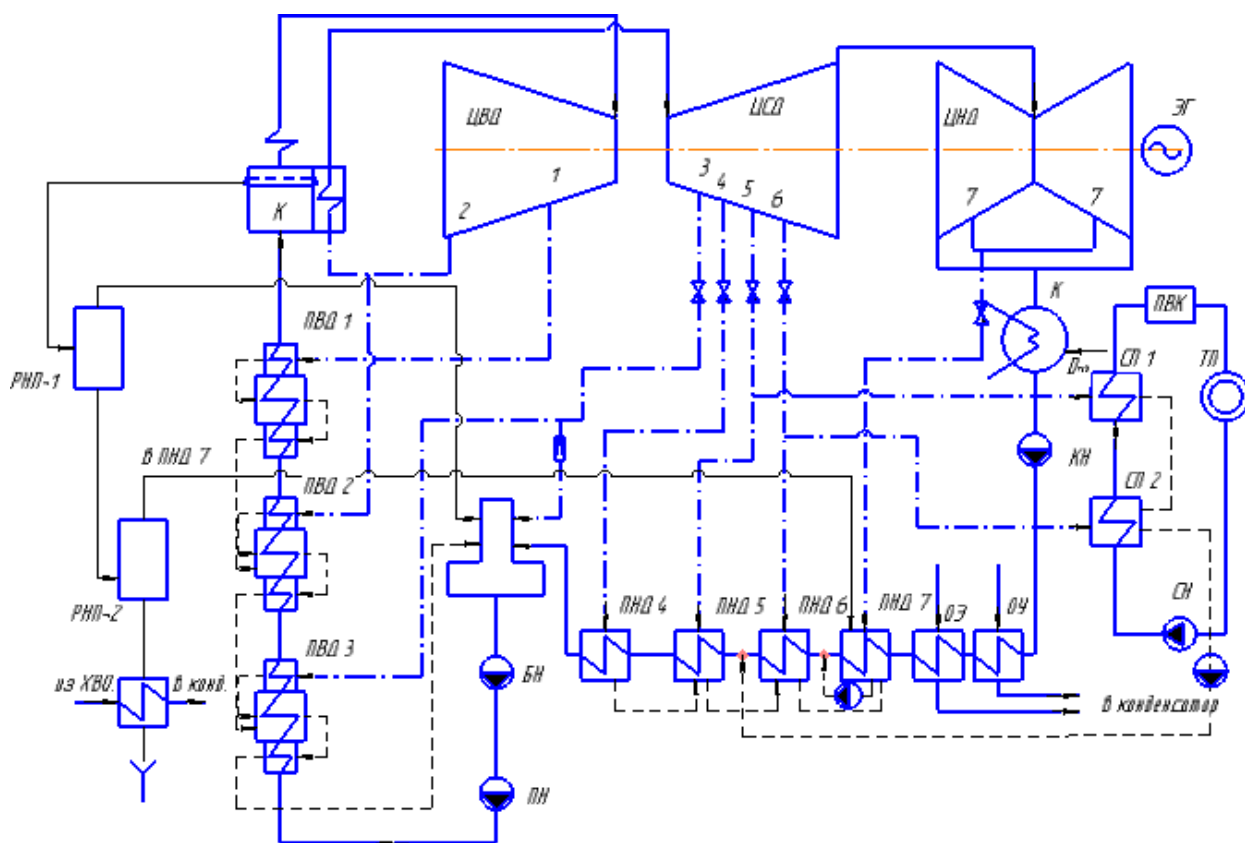 ЦВД
ЦСД
ЦНД
ЭГ
1
2
3
4
5
6
7
7
К
К
ПВК
ТП
СП 1
РНП-1
ПВД 1
в ПНД 7
ПВД 2
КН
СП 2
РНП-2
ПВД 3
ПНД 4
ПНД 5
ПНД 6
ПНД 7
ОЭ
ОУ
СН
из ХВО
в конд.
БН
в конденсатор
ПН